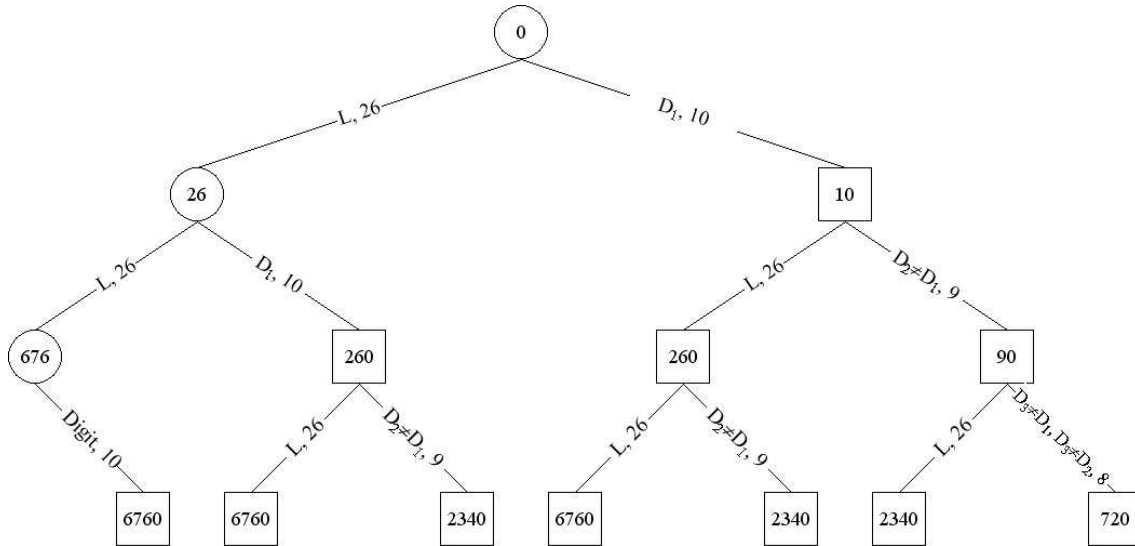 0
L, 26
D₁, 10
26
10
L, 26
D₁, 10
L, 26
D₂≠D₁, 9
676
260
260
90
Digit, 10
L, 26
D₂≠D₁, 9
L, 26
D₂≠D₁, 9
L, 26
D₃≠D₁, D₃≠D₂, 8
6760
6760
2340
6760
2340
2340
720